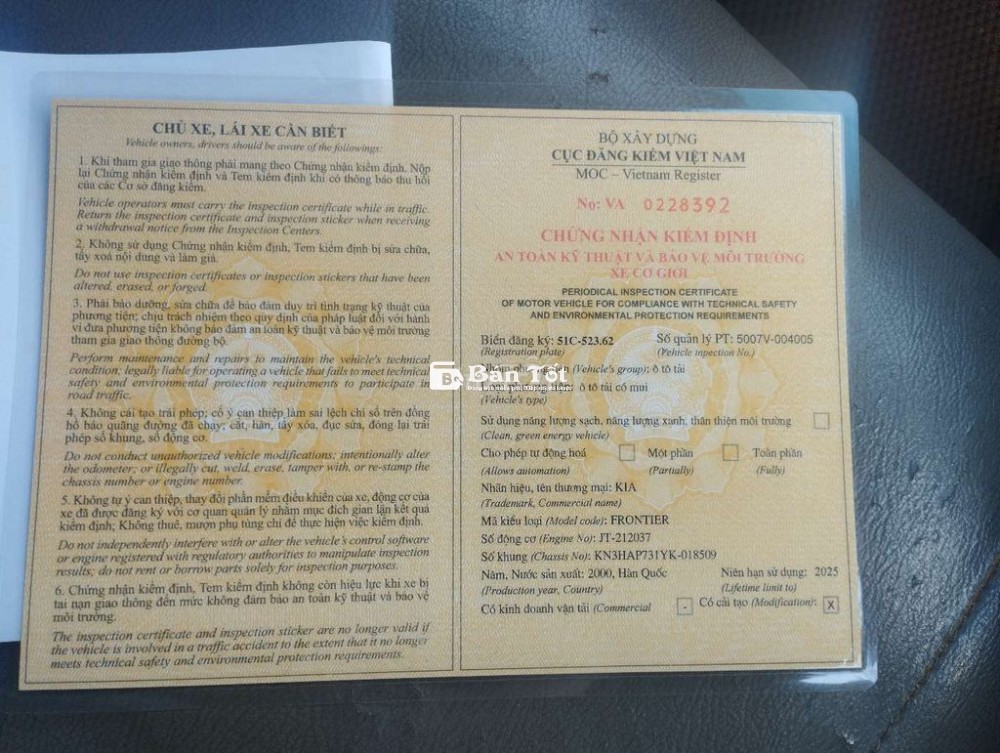 CHỦ XE, LÁI XE CẦN BIẾT
Vehicle owners, drivers should be aware of the followings:
1. Khi tham gia giao thông phải mang theo Chứng nhận kiểm định. Nộp
lại Chứng nhận kiểm định và Tem kiểm định khi có thông báo thu hồi
của các Cơ sở đăng kiểm.
Vehicle operators must carry the inspection certificate while in traffic.
Return the inspection certificate and inspection sticker when receiving
a withdrawal notice from the Inspection Centers.
2. Không sử dụng Chứng nhận kiểm định, Tem kiểm định bị sửa chữa,
tẩy xoá nội dung và làm giả.
Do not use inspection certificates or inspection stickers that have been
altered, erased, or forged.
3. Phải bảo dưỡng, sửa chữa để bảo đảm duy trì tình trạng kỹ thuật của
phương tiện; chịu trách nhiệm theo quy định của pháp luật đối với hành
vi đưa phương tiện không bảo đảm an toàn kỹ thuật và bảo vệ môi trường
tham gia giao thông đường bộ.
Perform maintenance and repairs to maintain the vehicle's technical
condition; legally liable for operating a vehicle that fails to meet technical
safety and environmental protection requirements to participate in
road traffic.
4. Không cải tạo trái phép; cố ý can thiệp làm sai lệch chỉ số trên đồng
hồ báo quãng đường đã chạy; cắt, hàn, tẩy xóa, đục sửa, đóng lại trái
phép số khung, số động cơ.
Do not conduct unauthorized vehicle modifications; intentionally alter
the odometer; or illegally cut, weld, erase, tamper with, or re-stamp the
chassis number or engine number.
5. Không tự ý can thiệp, thay đổi phần mềm điều khiển của xe, động cơ của
xe đã được đăng ký với cơ quan quản lý nhằm mục đích gian lận kết quả
kiểm định; Không thuê, mượn phụ tùng chỉ để thực hiện việc kiểm định.
Do not independently interfere with or alter the vehicle's control software
or engine registered with regulatory authorities to manipulate inspection
results; do not rent or borrow parts solely for inspection purposes.
6. Chứng nhận kiểm định, Tem kiểm định không còn hiệu lực khi xe bị
tai nạn giao thông đến mức không đảm bảo an toàn kỹ thuật và bảo vệ
môi trường.
The inspection certificate and inspection sticker are no longer valid if
the vehicle is involved in a traffic accident to the extent that it no longer
meets technical safety and environmental protection requirements.
BỘ XÂY DỰNG
CỤC ĐĂNG KIỂM VIỆT NAM
MOC – Vietnam Register
No: VA 0228392
CHỨNG NHẬN KIỂM ĐỊNH
AN TOÀN KỸ THUẬT VÀ BẢO VỆ MÔI TRƯỜNG
XE CƠ GIỚI
PERIODICAL INSPECTION CERTIFICATE
OF MOTOR VEHICLE FOR COMPLIANCE WITH TECHNICAL SAFETY
AND ENVIRONMENTAL PROTECTION REQUIREMENTS
Biển đăng ký: 51C-523.62 Số quản lý PT: 5007V-004005
(Registration plate) (Vehicle inpection No.)
(Vehicle's group): ô tô tải
ô tô tải có mui
(Vehicle's type)
Bán Tốt
Sử dụng năng lượng sạch, năng lượng xanh, thân thiện môi trường
(Clean, green energy vehicle)
Cho phép tự động hoá Một phần Toàn phần
(Allows automation) (Partially) (Fully)
Nhãn hiệu, tên thương mại: KIA
(Trademark, Commercial name)
Mã kiểu loại (Model code): FRONTIER
Số động cơ (Engine No): JT-212037
Số khung (Chassis No): KN3HAP731YK-018509
Năm, Nước sản xuất: 2000, Hàn Quốc Niên hạn sử dụng: 2025
(Production year, Country) (Lifetime limit to)
Có kinh doanh vận tải (Commercial - Có cải tạo (Modification): X